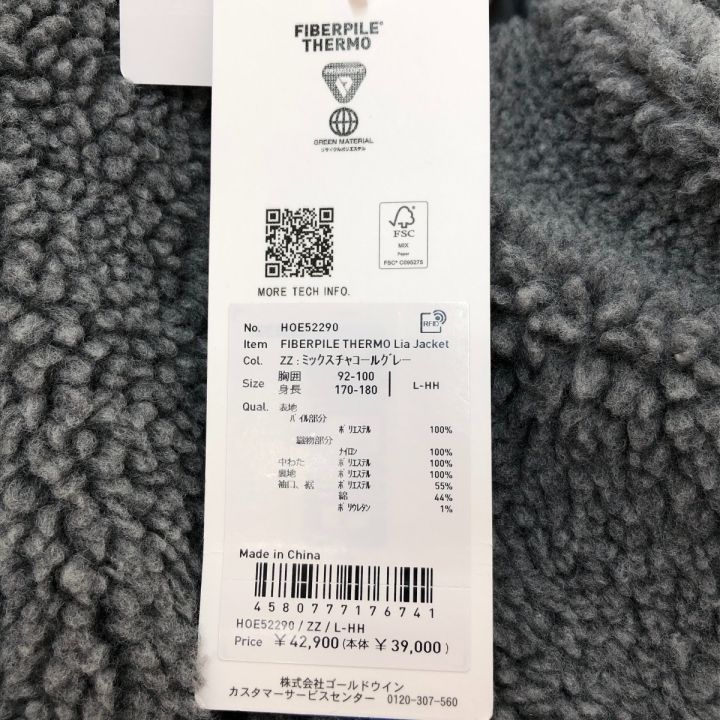 FIBERPILE®
THERMO
GREEN MATERIAL
リサイクルポリエステル
FSC
MIX
Paper
FSC® C095275
MORE TECH INFO.
No. HOE52290
RFID
Item FIBERPILE THERMO Lia Jacket
Col. ZZ:ミックスチャコールグレー
Size 胸囲 92-100
身長 170-180
L-HH
Qual. 表地
パイル部分
ポリエステル 100%
織物部分
ナイロン 100%
中わた ポリエステル 100%
裏地 ポリエステル 100%
袖口、裾 ポリエステル 55%
綿 44%
ポリウレタン 1%
Made in China
4580777176741
HOE52290/ZZ/L-HH
Price ¥42,900(本体 ¥39,000)
株式会社ゴールドウイン
カスタマーサービスセンター 0120-307-560